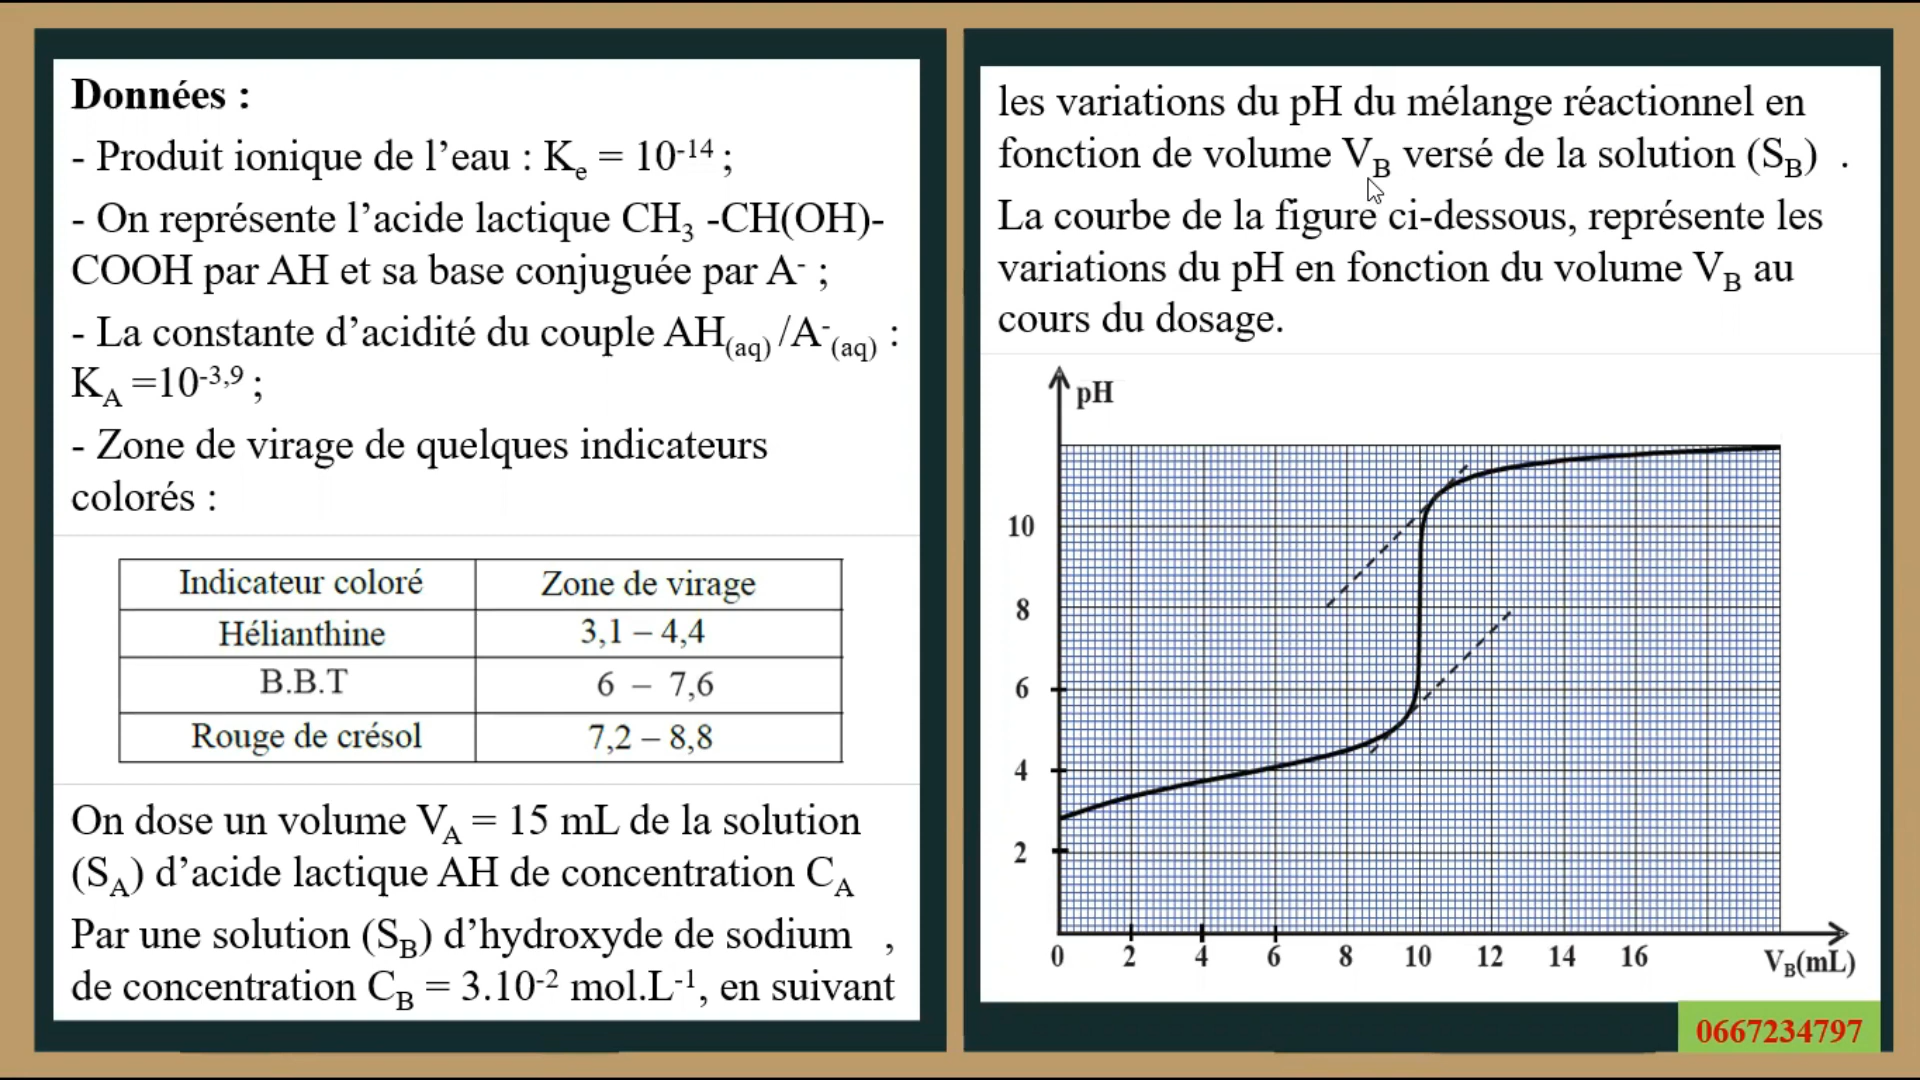 Données :
- Produit ionique de l’eau : Ke = 10-14 ;
- On représente l’acide lactique CH3 -CH(OH)-
COOH par AH et sa base conjuguée par A- ;
- La constante d’acidité du couple AH(aq) /A-(aq) :
KA =10-3,9 ;
- Zone de virage de quelques indicateurs
colorés :
Indicateur coloré Zone de virage
Hélianthine 3,1 – 4,4
B.B.T 6 – 7,6
Rouge de crésol 7,2 – 8,8
On dose un volume VA = 15 mL de la solution
(SA) d’acide lactique AH de concentration CA
Par une solution (SB) d’hydroxyde de sodium ,
de concentration CB = 3.10-2 mol.L-1, en suivant
les variations du pH du mélange réactionnel en
fonction de volume VB versé de la solution (SB) .
La courbe de la figure ci-dessous, représente les
variations du pH en fonction du volume VB au
cours du dosage.
pH
10
8
6
4
2
0 2 4 6 8 10 12 14 16 VB(mL)
0667234797